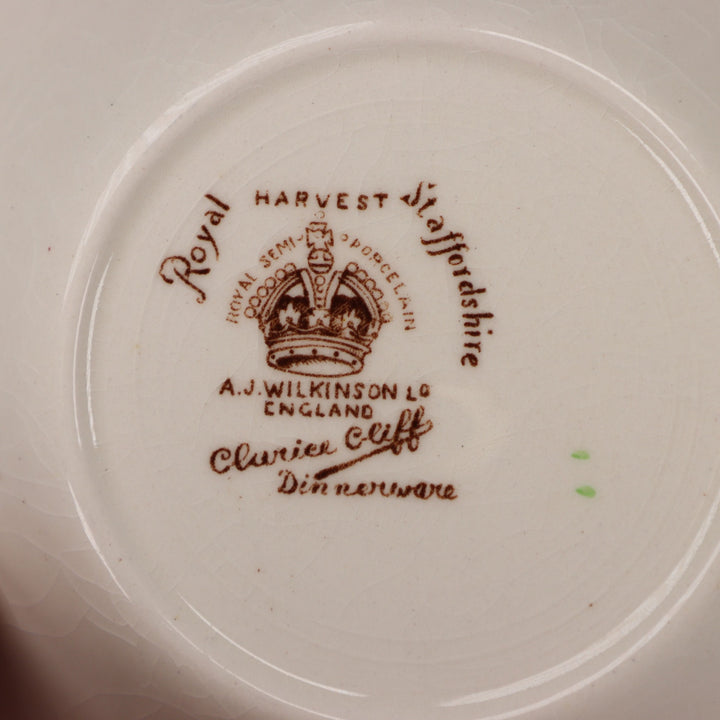 HARVEST
Royal Staffordshire
ROYAL SEMI-PORCELAIN
A.J. WILKINSON LD
ENGLAND
Clarice Cliff
Dinnerware